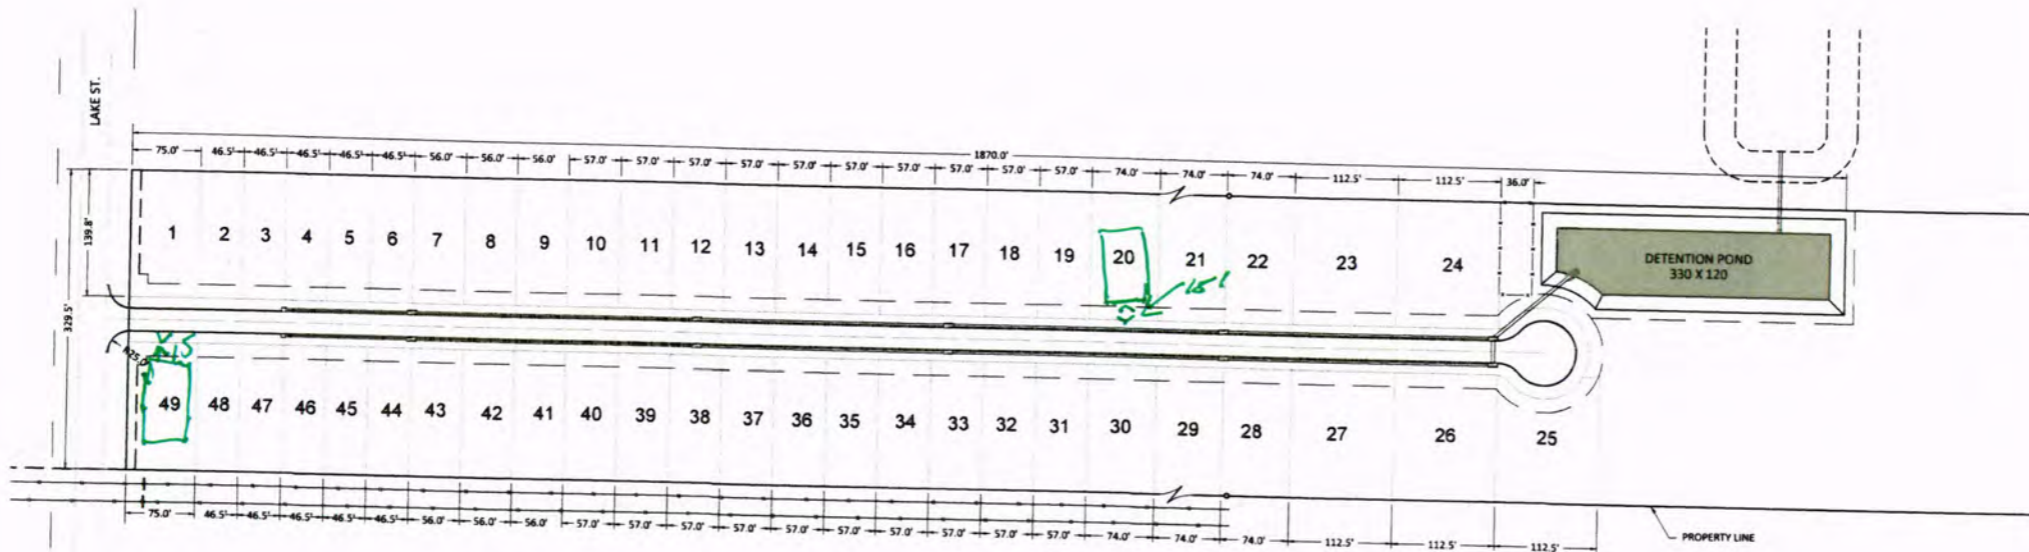 LAKE ST.
1870.0'
75.0' 46.5' 46.5' 46.5' 46.5' 46.5' 56.0' 56.0' 56.0' 57.0' 57.0' 57.0' 57.0' 57.0' 57.0' 57.0' 57.0' 57.0' 57.0' 74.0' 74.0' 74.0' 112.5' 112.5' 36.0'
139.8'
329.5'
1 2 3 4 5 6 7 8 9 10 11 12 13 14 15 16 17 18 19 20 21 22 23 24
DETENTION POND
330 X 120
15'
R25.0'
15
49 48 47 46 45 44 43 42 41 40 39 38 37 36 35 34 33 32 31 30 29 28 27 26 25
75.0' 46.5' 46.5' 46.5' 46.5' 46.5' 56.0' 56.0' 56.0' 57.0' 57.0' 57.0' 57.0' 57.0' 57.0' 57.0' 57.0' 57.0' 57.0' 74.0' 74.0' 74.0' 112.5' 112.5' 112.5'
PROPERTY LINE